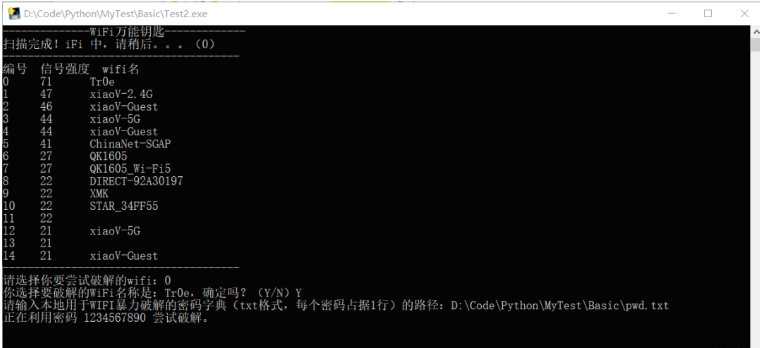 D:\Code\Python\MyTest\Basic\Test2.exe
--------------WiFi万能钥匙-------------
扫描完成！iFi 中，请稍后。。。（0）
--------------------------------------
编号 信号强度 wifi名
0 71 Tr0e
1 47 xiaoV-2.4G
2 46 xiaoV-Guest
3 44 xiaoV-5G
4 44 xiaoV-Guest
5 41 ChinaNet-SGAP
6 27 QK1605
7 27 QK1605_Wi-Fi5
8 22 DIRECT-92A30197
9 22 XMK
10 22 STAR_34FF55
11 22
12 21 xiaoV-5G
13 21
14 21 xiaoV-Guest
--------------------------------------
请选择你要尝试破解的wifi：0
你选择要破解的WiFi名称是：Tr0e，确定吗？（Y/N）Y
请输入本地用于WIFI暴力破解的密码字典（txt格式，每个密码占据1行）的路径：D:\Code\Python\MyTest\Basic\pwd.txt
正在利用密码 1234567890 尝试破解。